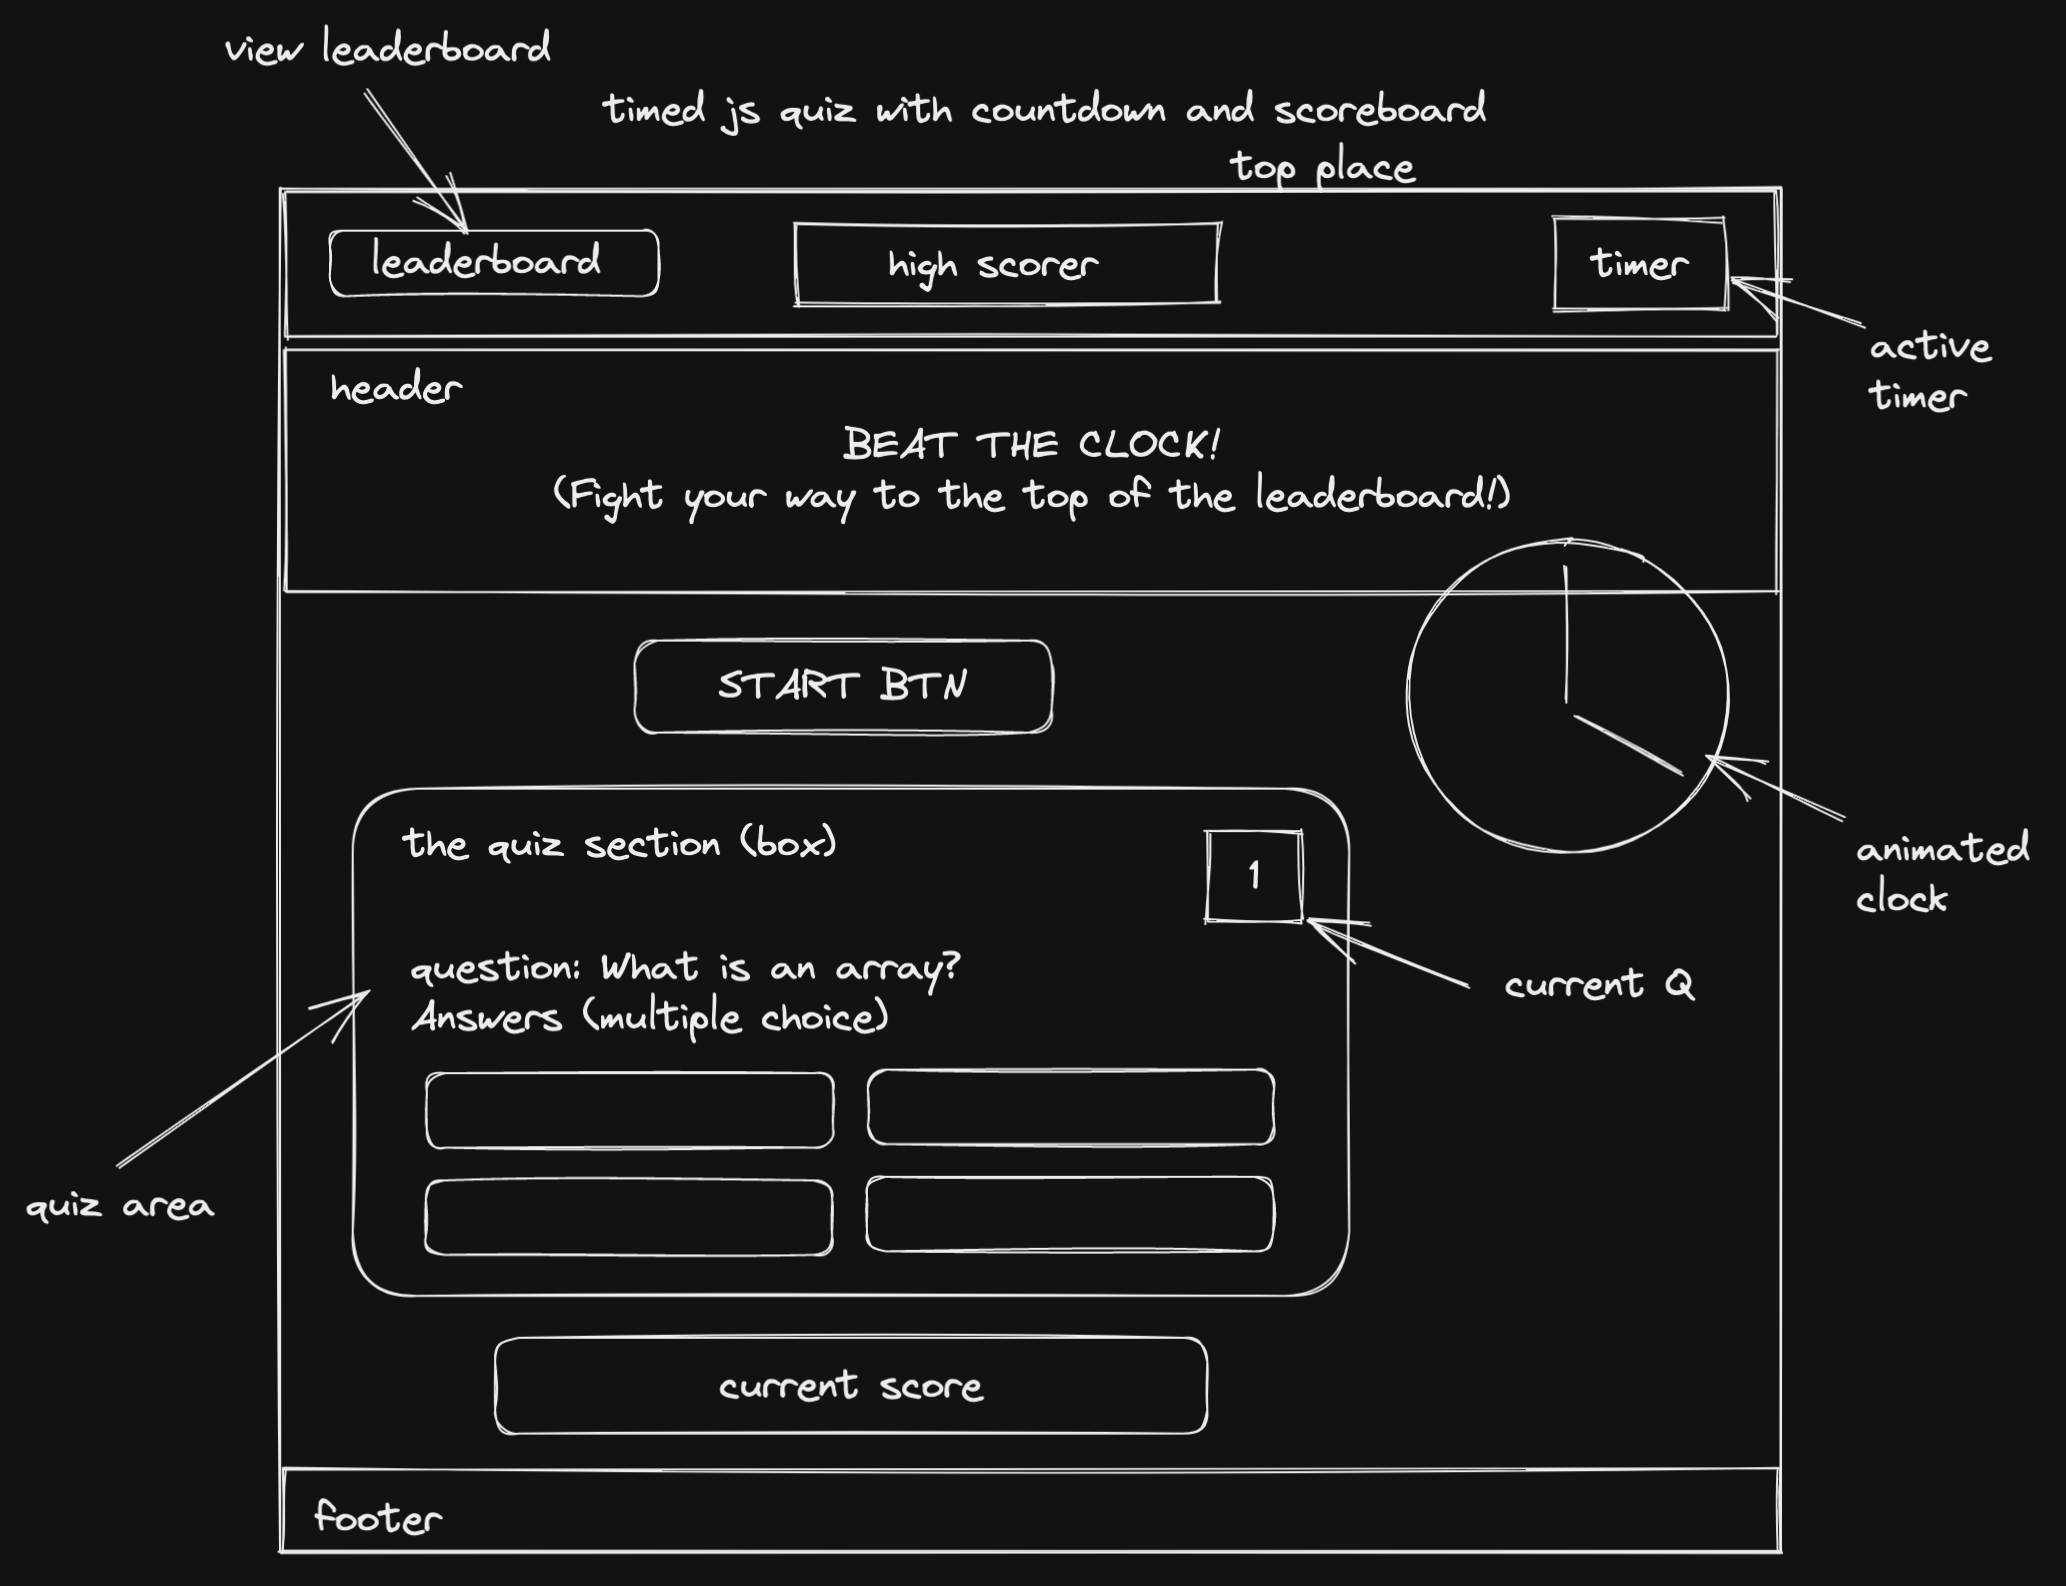 view leaderboard
timed js quiz with countdown and scoreboard
top place
leaderboard
high scorer
timer
active
timer
header
BEAT THE CLOCK!
(Fight your way to the top of the leaderboard!)
START BTN
the quiz section (box)
1
animated
clock
question: What is an array?
Answers (multiple choice)
current Q
quiz area
current score
footer